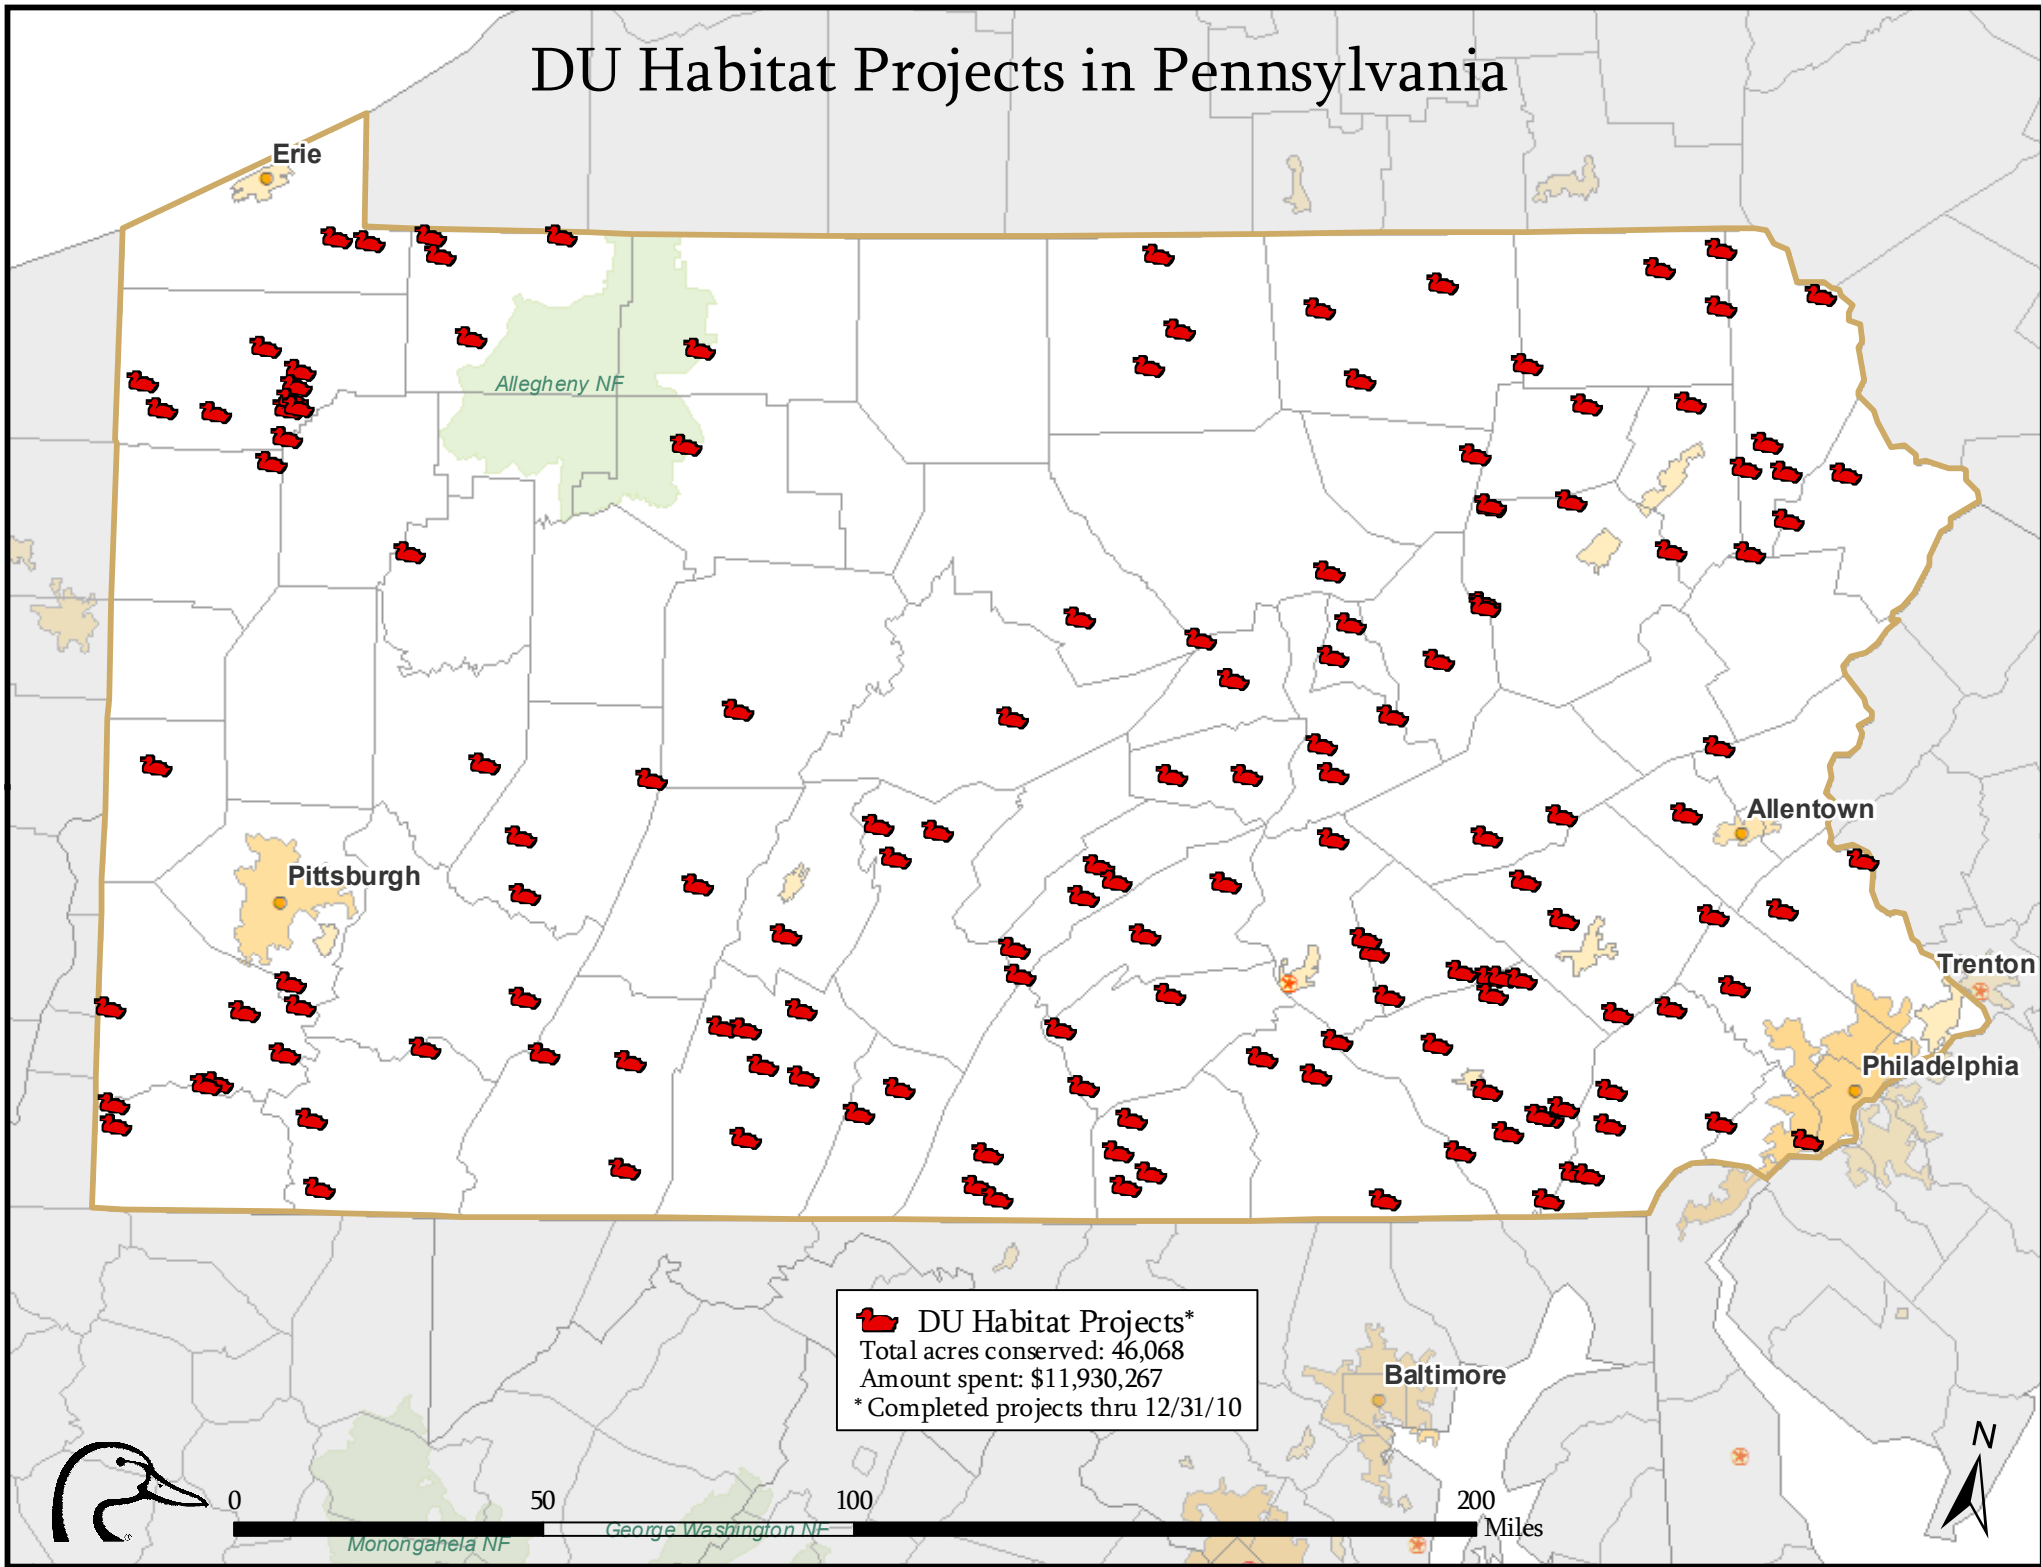 DU Habitat Projects in Pennsylvania
Erie
Allegheny NF
Allentown
Pittsburgh
Trenton
Philadelphia
DU Habitat Projects*
Total acres conserved: 46,068
Amount spent: $11,930,267
* Completed projects thru 12/31/10
Baltimore
N
0 50 100 200
Miles
George Washington NF
Monongahela NF